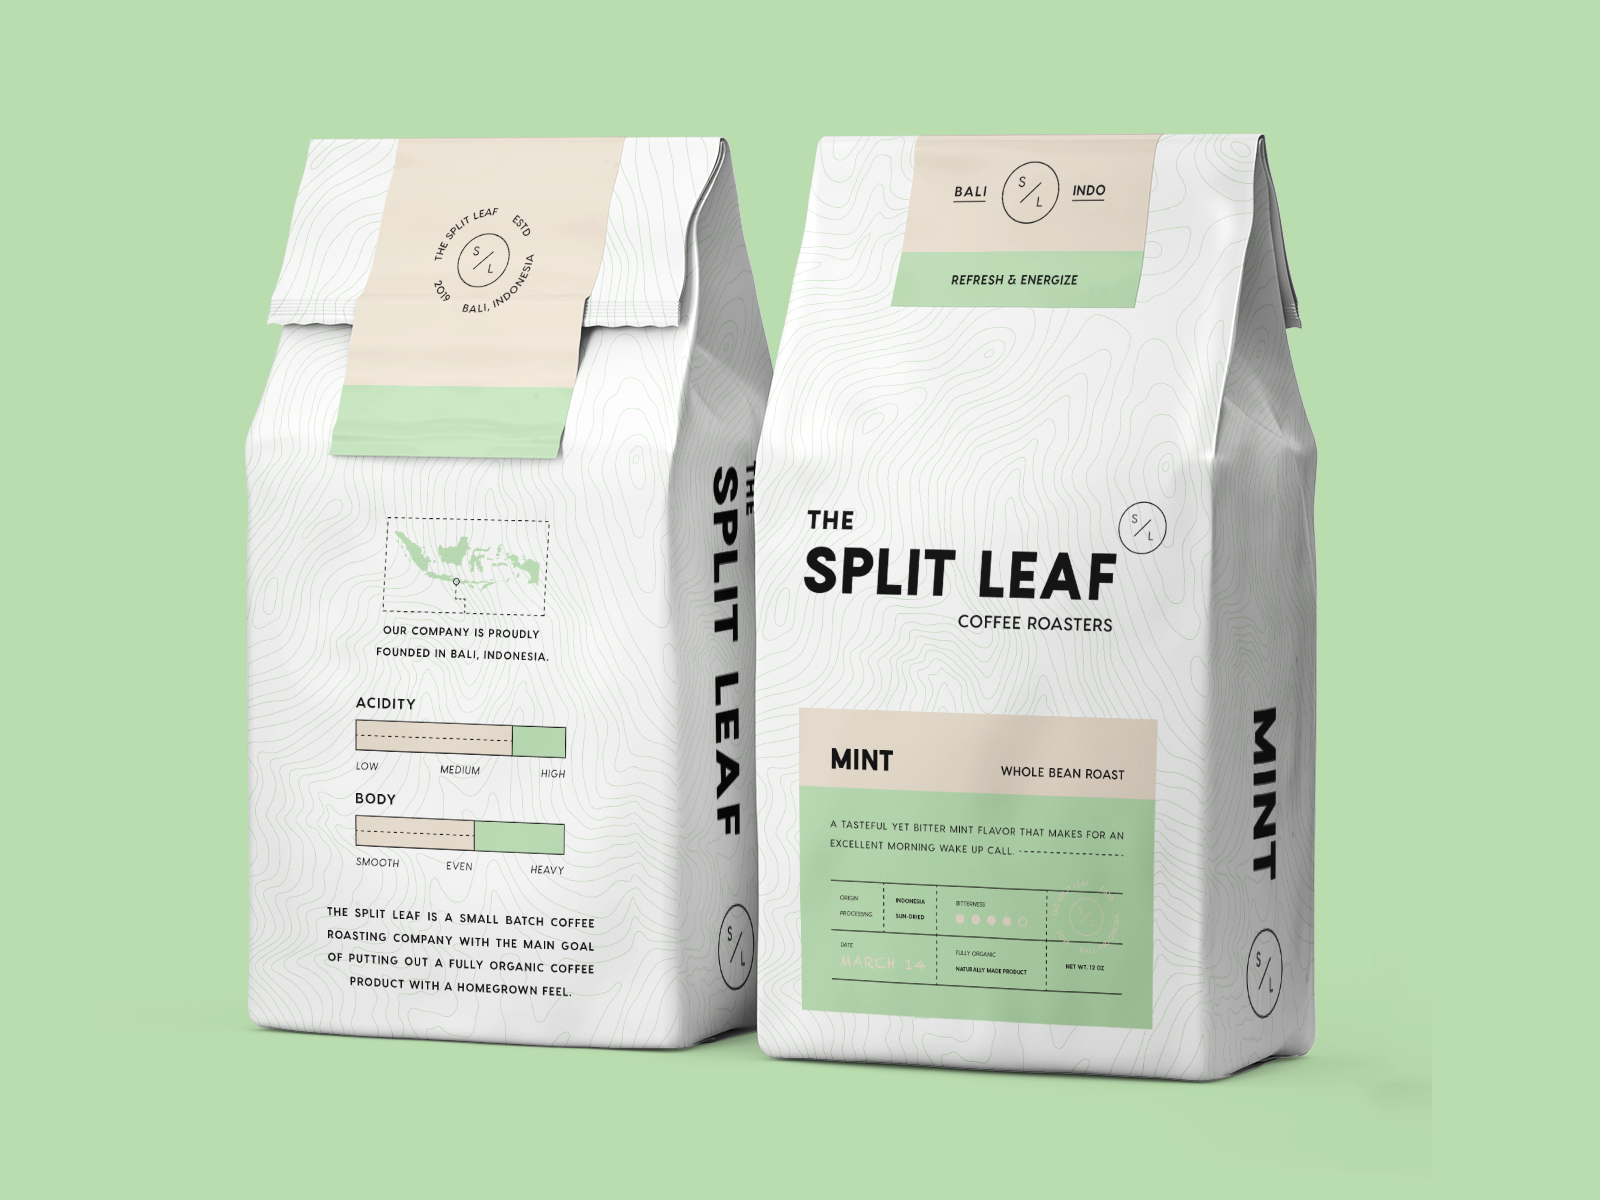 THE SPLIT LEAF ESTD
S/L
2019 BALI, INDONESIA
OUR COMPANY IS PROUDLY
FOUNDED IN BALI, INDONESIA.
ACIDITY
LOW MEDIUM HIGH
BODY
SMOOTH EVEN HEAVY
THE SPLIT LEAF IS A SMALL BATCH COFFEE
ROASTING COMPANY WITH THE MAIN GOAL
OF PUTTING OUT A FULLY ORGANIC COFFEE
PRODUCT WITH A HOMEGROWN FEEL.
THE
SPLIT LEAF
S/L
BALI S/L INDO
REFRESH & ENERGIZE
THE
S/L
SPLIT LEAF
COFFEE ROASTERS
MINT WHOLE BEAN ROAST
A TASTEFUL YET BITTER MINT FLAVOR THAT MAKES FOR AN
EXCELLENT MORNING WAKE UP CALL.
ORIGIN INDONESIA BITTERNESS
PROCESSING SUN-DRIED
DATE FULLY ORGANIC
MARCH 14 NATURALLY MADE PRODUCT NET WT. 12 OZ
MINT
S/L